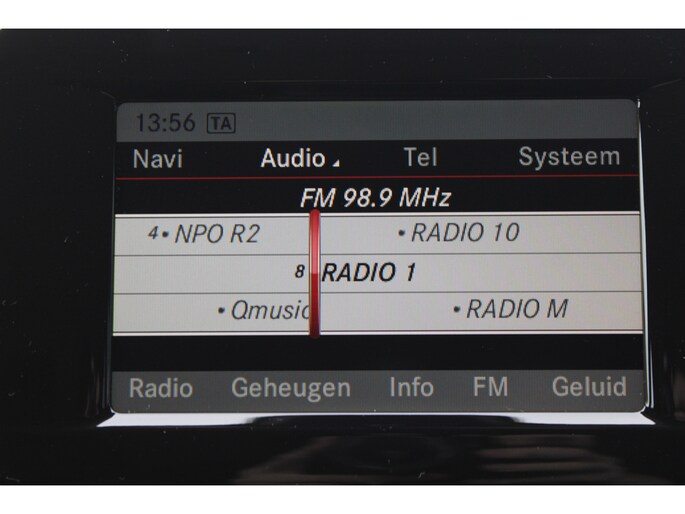 13:56 TA
Navi Audio Tel Systeem
FM 98.9 MHz
4• NPO R2 • RADIO 10
8 RADIO 1
• Qmusic • RADIO M
Radio Geheugen Info FM Geluid